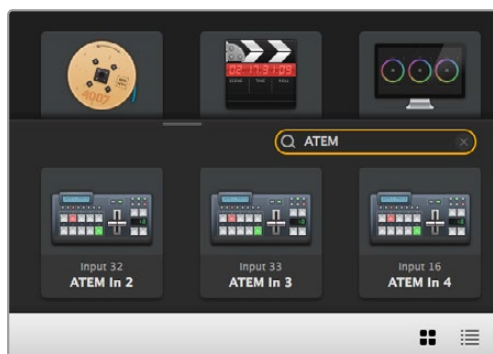 ATEM
Input 32
ATEM In 2
Input 33
ATEM In 3
Input 16
ATEM In 4